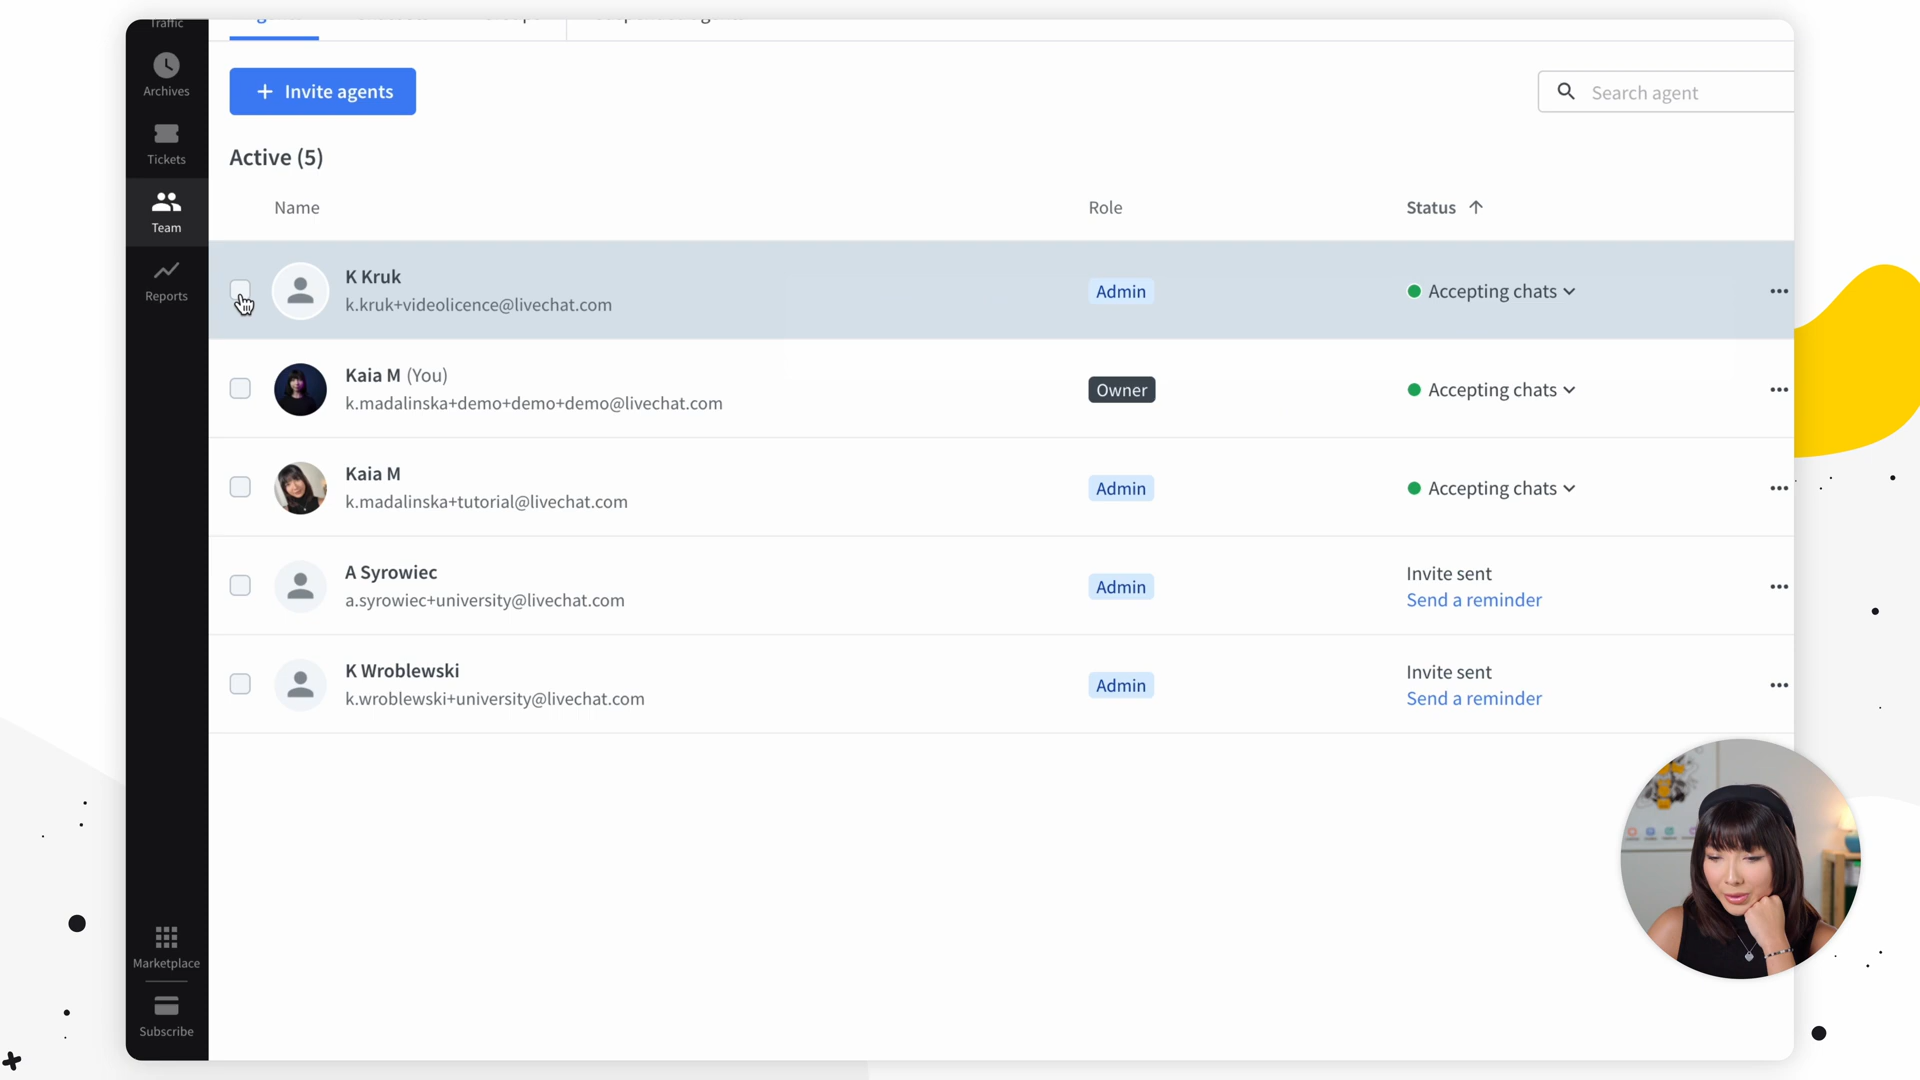 Traffic
Archives
Tickets
Team
Reports
Marketplace
Subscribe
+ Invite agents
Search agent
Active (5)
Name Role Status
K Kruk
k.kruk+videolicence@livechat.com
Admin
Accepting chats
Kaia M (You)
k.madalinska+demo+demo+demo@livechat.com
Owner
Accepting chats
Kaia M
k.madalinska+tutorial@livechat.com
Admin
Accepting chats
A Syrowiec
a.syrowiec+university@livechat.com
Admin
Invite sent
Send a reminder
K Wroblewski
k.wroblewski+university@livechat.com
Admin
Invite sent
Send a reminder